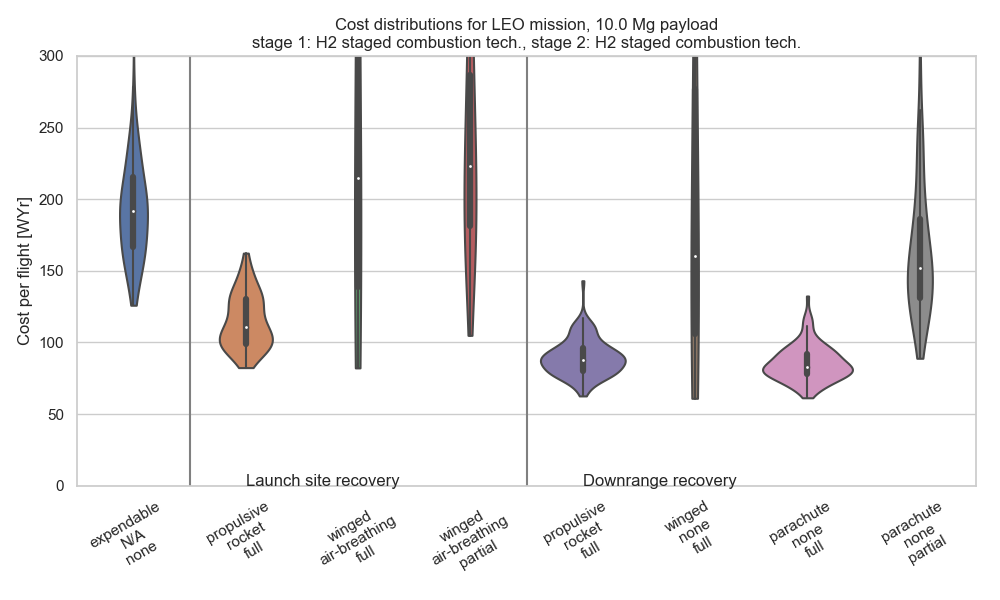 Cost distributions for LEO mission, 10.0 Mg payload
stage 1: H2 staged combustion tech., stage 2: H2 staged combustion tech.
Cost per flight [WYr]
300
250
200
150
100
50
0
Launch site recovery
Downrange recovery
expendable
N/A
none
propulsive
rocket
full
winged
air-breathing
full
winged
air-breathing
partial
propulsive
rocket
full
winged
none
full
parachute
none
full
parachute
none
partial